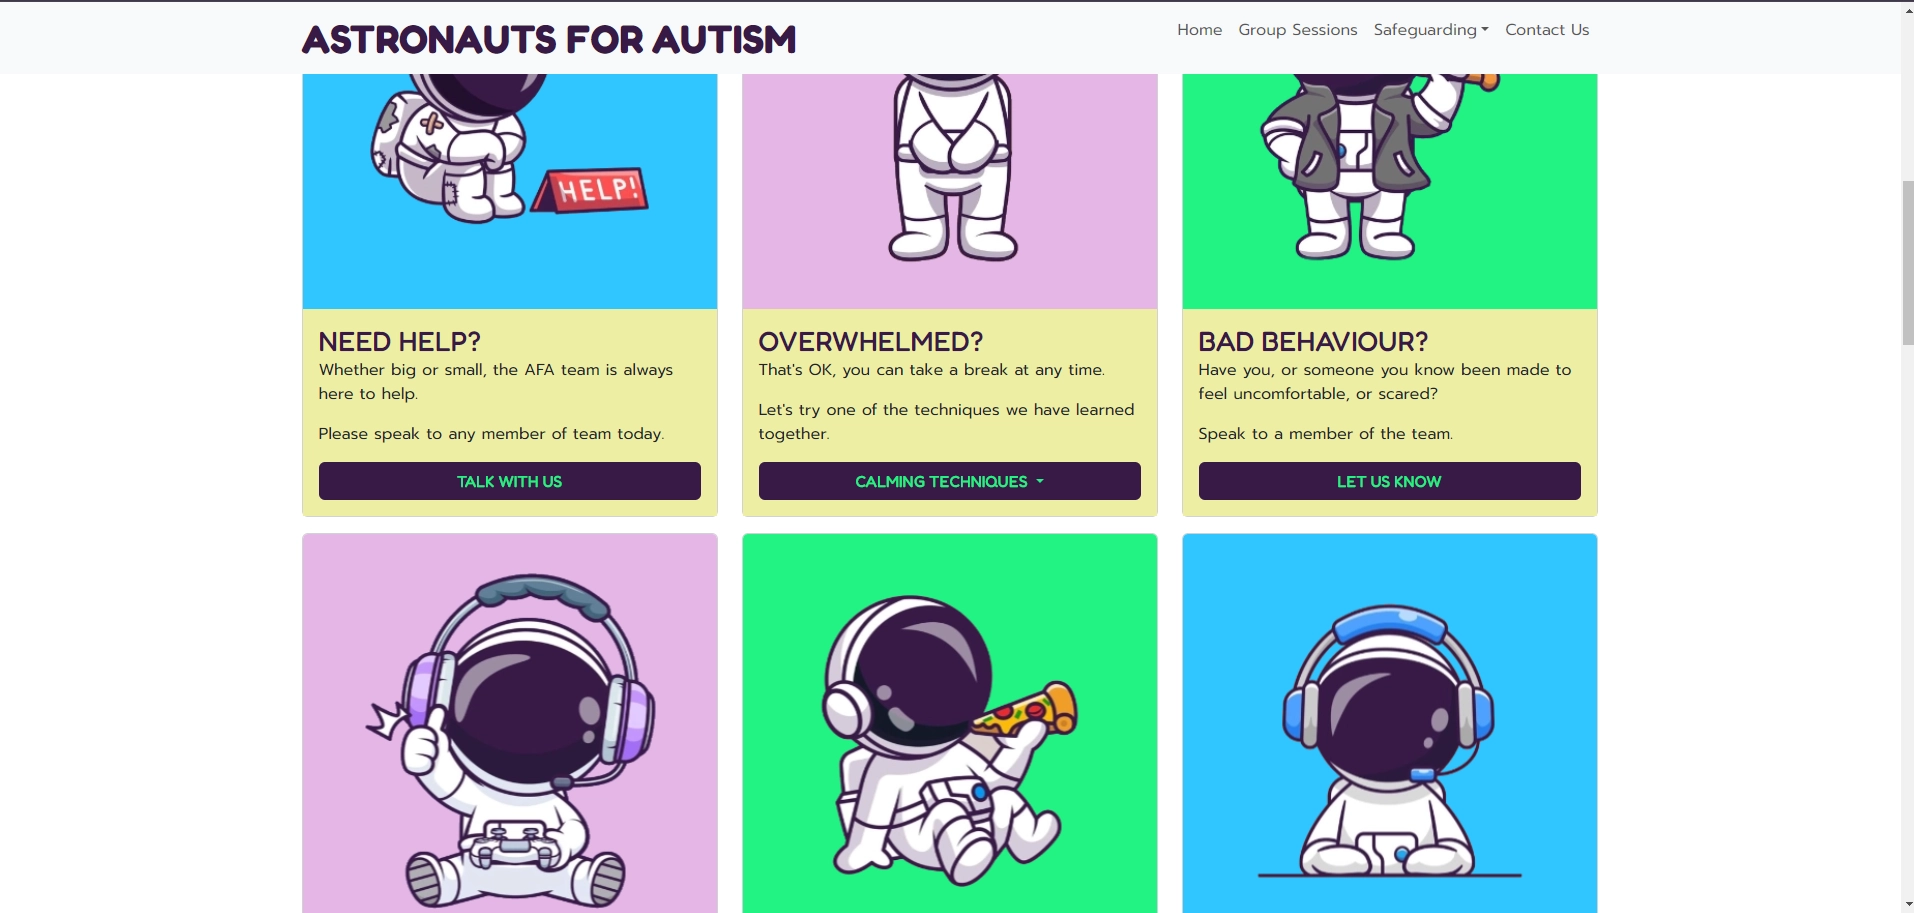 ASTRONAUTS FOR AUTISM
Home Group Sessions Safeguarding Contact Us
HELP!
NEED HELP?
Whether big or small, the AFA team is always
here to help.
Please speak to any member of team today.
TALK WITH US
OVERWHELMED?
That's OK, you can take a break at any time.
Let's try one of the techniques we have learned
together.
CALMING TECHNIQUES
BAD BEHAVIOUR?
Have you, or someone you know been made to
feel uncomfortable, or scared?
Speak to a member of the team.
LET US KNOW